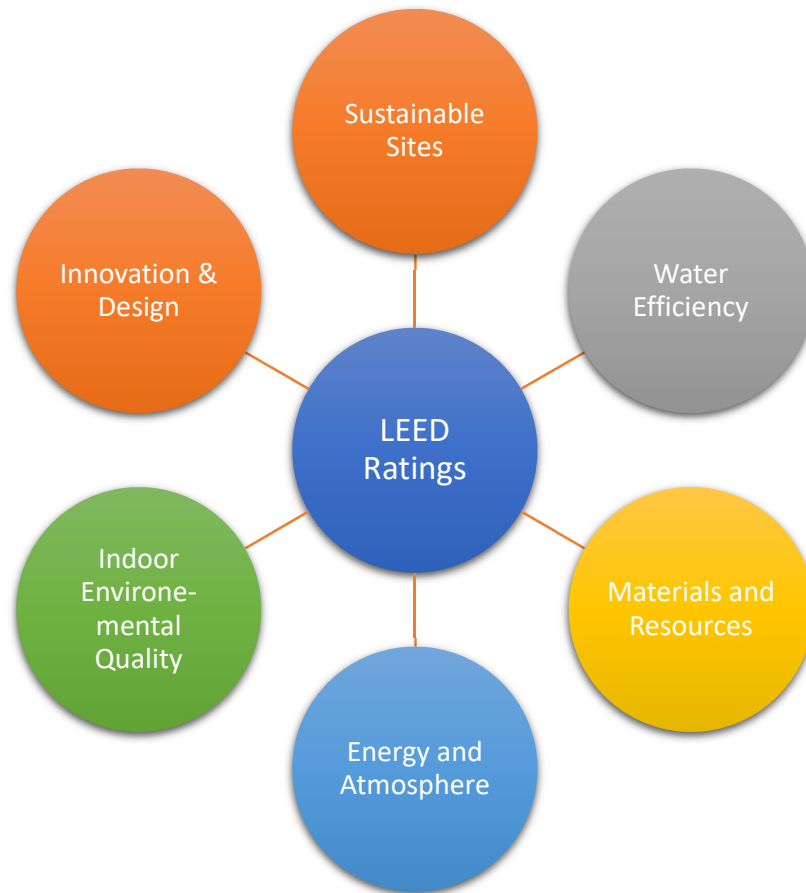 Sustainable
Sites
Innovation &
Design
Water
Efficiency
LEED
Ratings
Indoor
Environe-
mental
Quality
Materials and
Resources
Energy and
Atmosphere